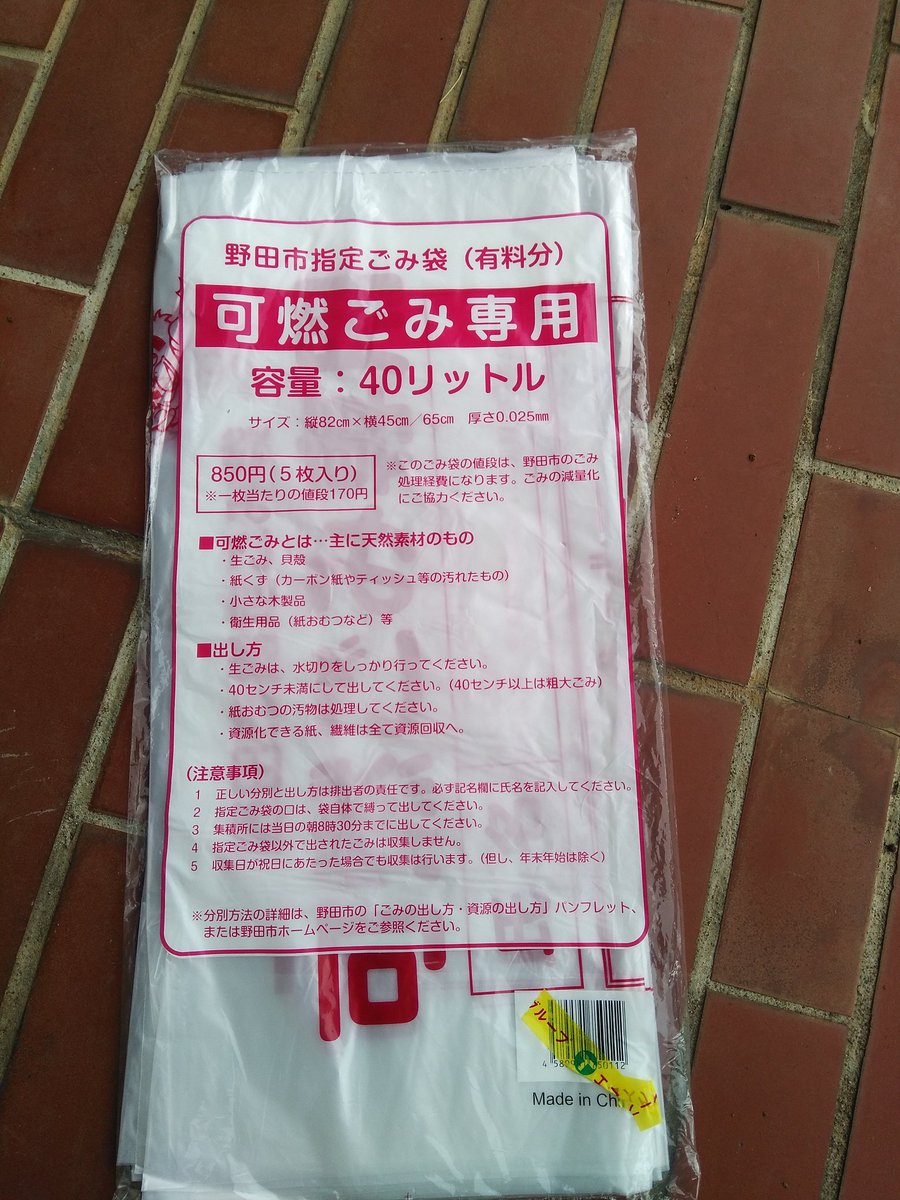 野田市指定ごみ袋（有料分）
可燃ごみ専用
容量：40リットル
サイズ：縦82㎝×横45㎝／65㎝　厚さ0.025㎜
850円（5枚入り）
※一枚当たりの値段170円
※このごみ袋の値段は、野田市のごみ
処理経費になります。ごみの減量化
にご協力ください。
■可燃ごみとは…主に天然素材のもの
・生ごみ、貝殻
・紙くず（カーボン紙やティッシュ等の汚れたもの）
・小さな木製品
・衛生用品（紙おむつなど）等
■出し方
・生ごみは、水切りをしっかり行ってください。
・40センチ未満にして出してください。（40センチ以上は粗大ごみ）
・紙おむつの汚物は処理してください。
・資源化できる紙、繊維は全て資源回収へ。
（注意事項）
1　正しい分別と出し方は排出者の責任です。必ず記名欄に氏名を記入してください。
2　指定ごみ袋の口は、袋自体で縛って出してください。
3　集積所には当日の朝8時30分までに出してください。
4　指定ごみ袋以外で出されたごみは収集しません。
5　収集日が祝日にあたった場合でも収集は行います。（但し、年末年始は除く）
※分別方法の詳細は、野田市の「ごみの出し方・資源の出し方」パンフレット、
または野田市ホームページをご参照ください。
Made in